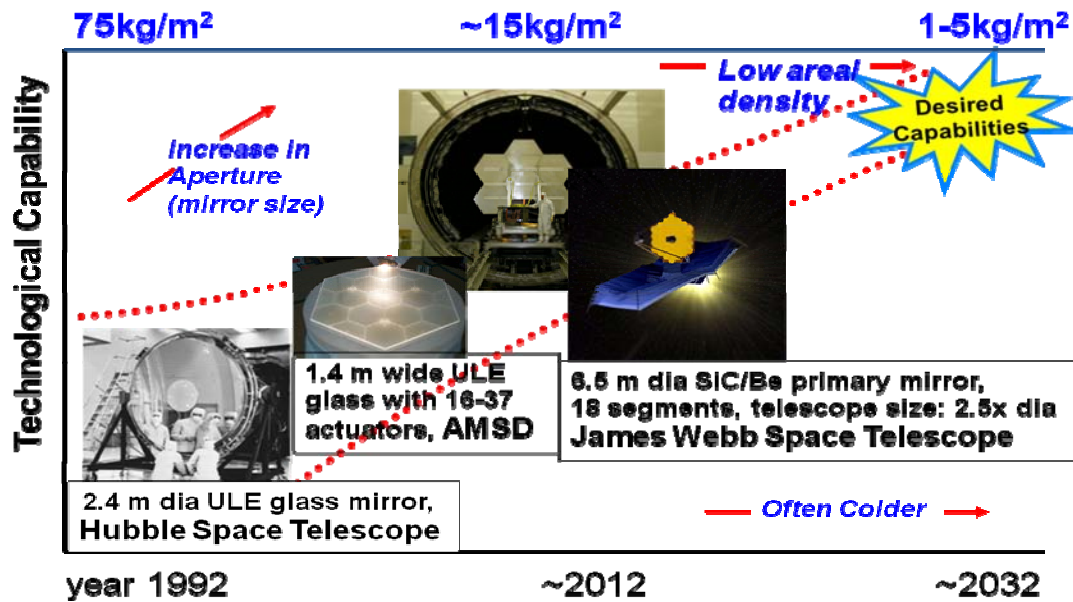 75kg/m²
~15kg/m²
1-5kg/m²
Technological Capability
Increase in
Aperture
(mirror size)
Low areal
density
Desired
Capabilities
1.4 m wide ULE
glass with 16-37
actuators, AMSD
6.5 m dia SiC/Be primary mirror,
18 segments, telescope size: 2.5x dia
James Webb Space Telescope
2.4 m dia ULE glass mirror,
Hubble Space Telescope
Often Colder
year 1992
~2012
~2032